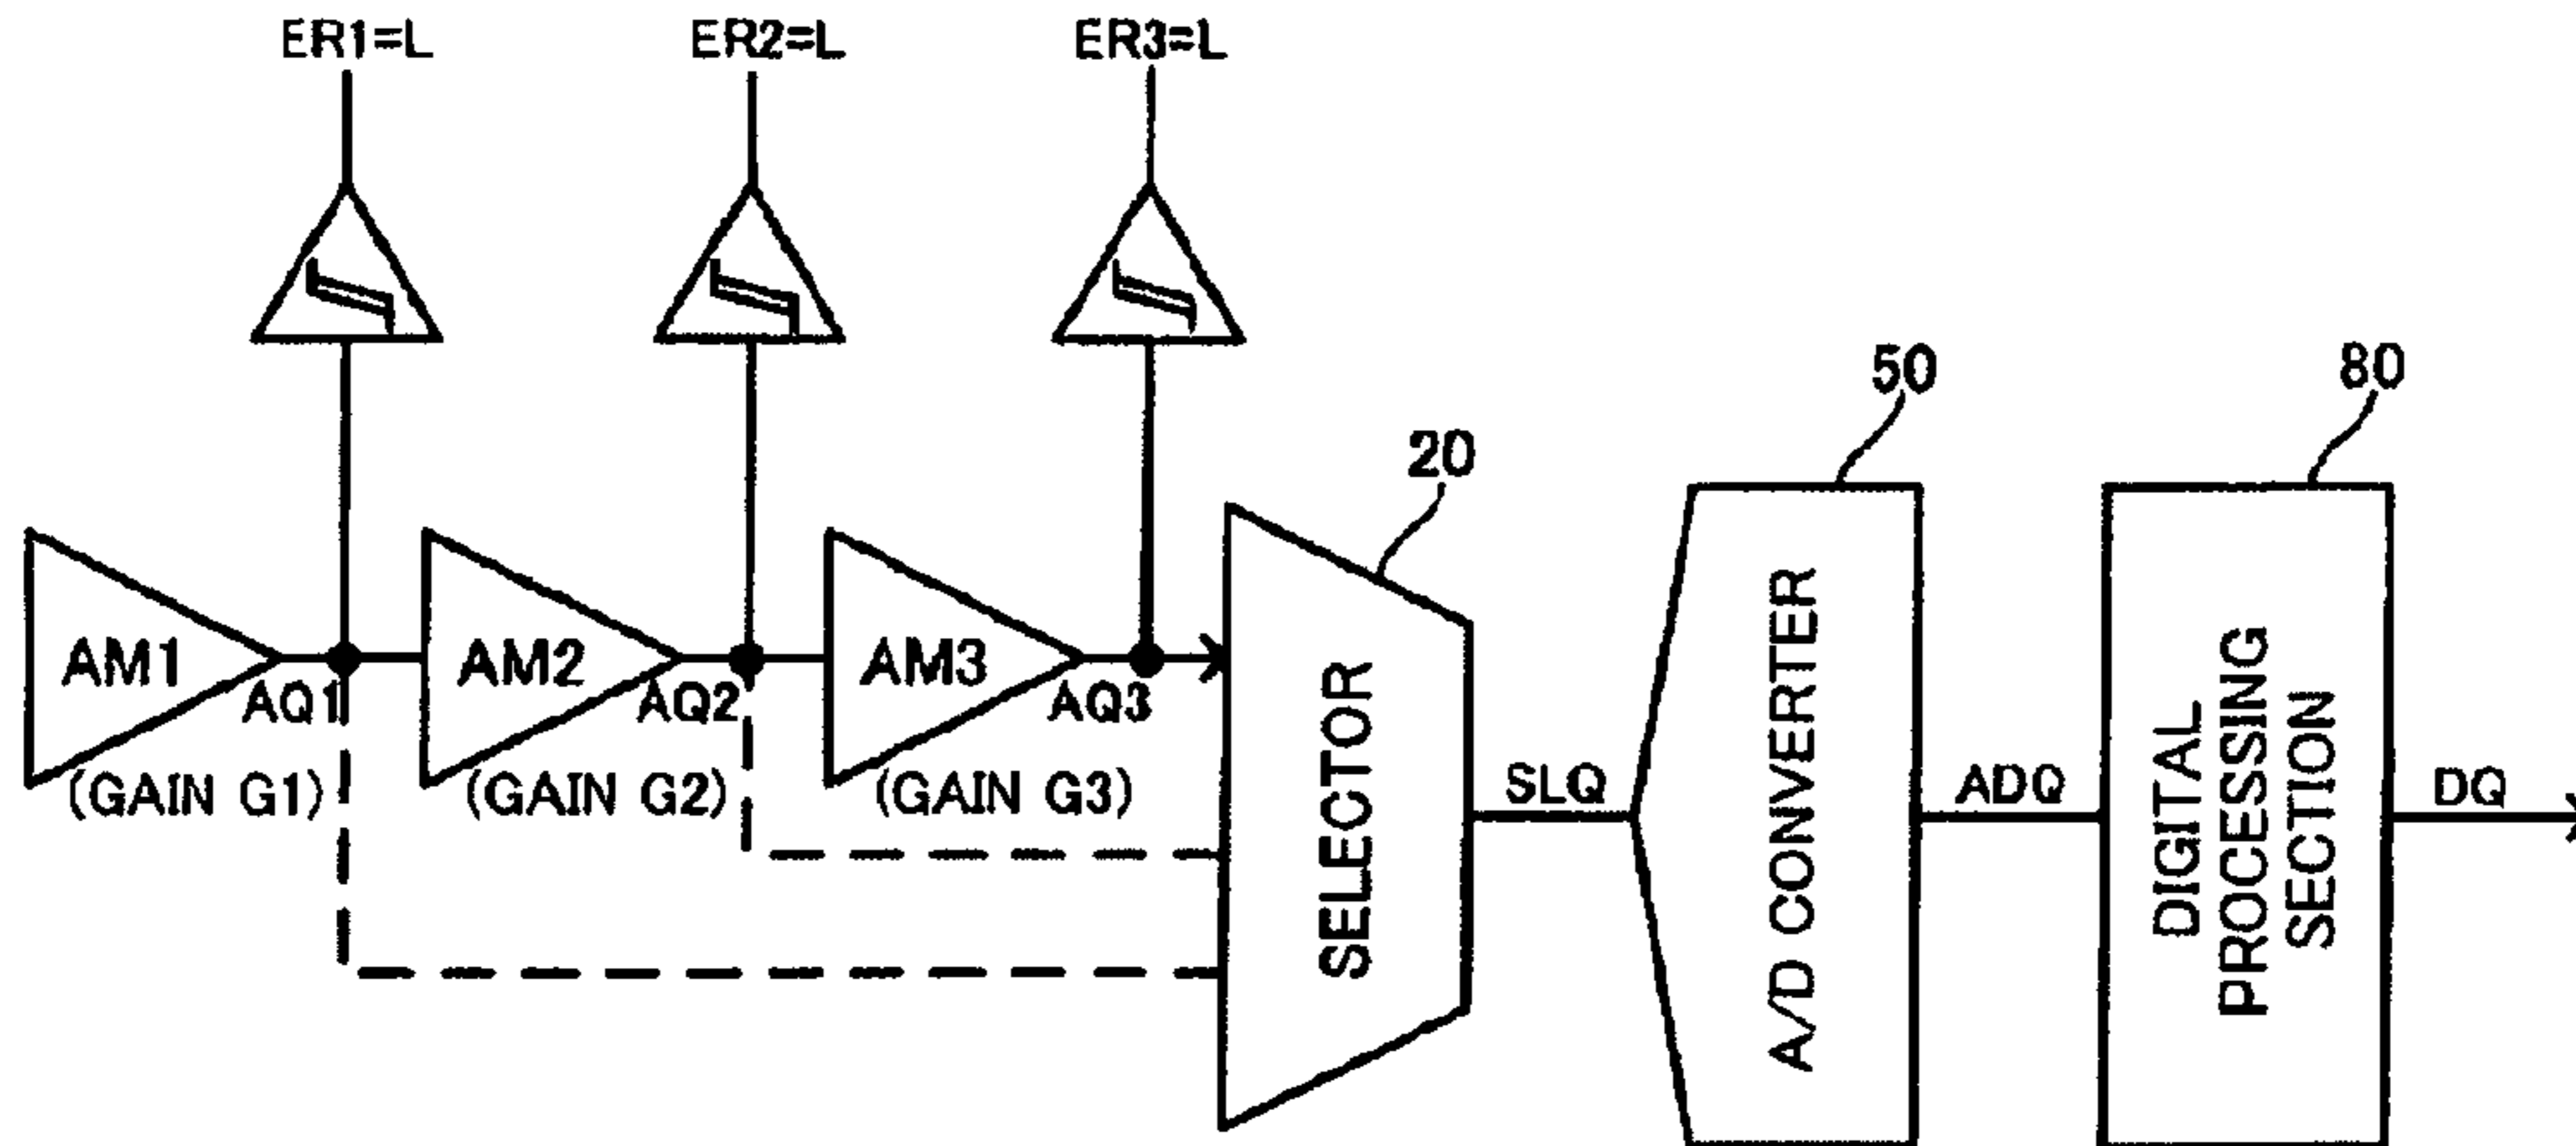 ER1=L
ER2=L
ER3=L
50
80
20
AM1
AQ1
(GAIN G1)
AM2
AQ2
(GAIN G2)
AM3
AQ3
(GAIN G3)
SELECTOR
SLQ
A/D CONVERTER
ADQ
DIGITAL
PROCESSING
SECTION
DQ